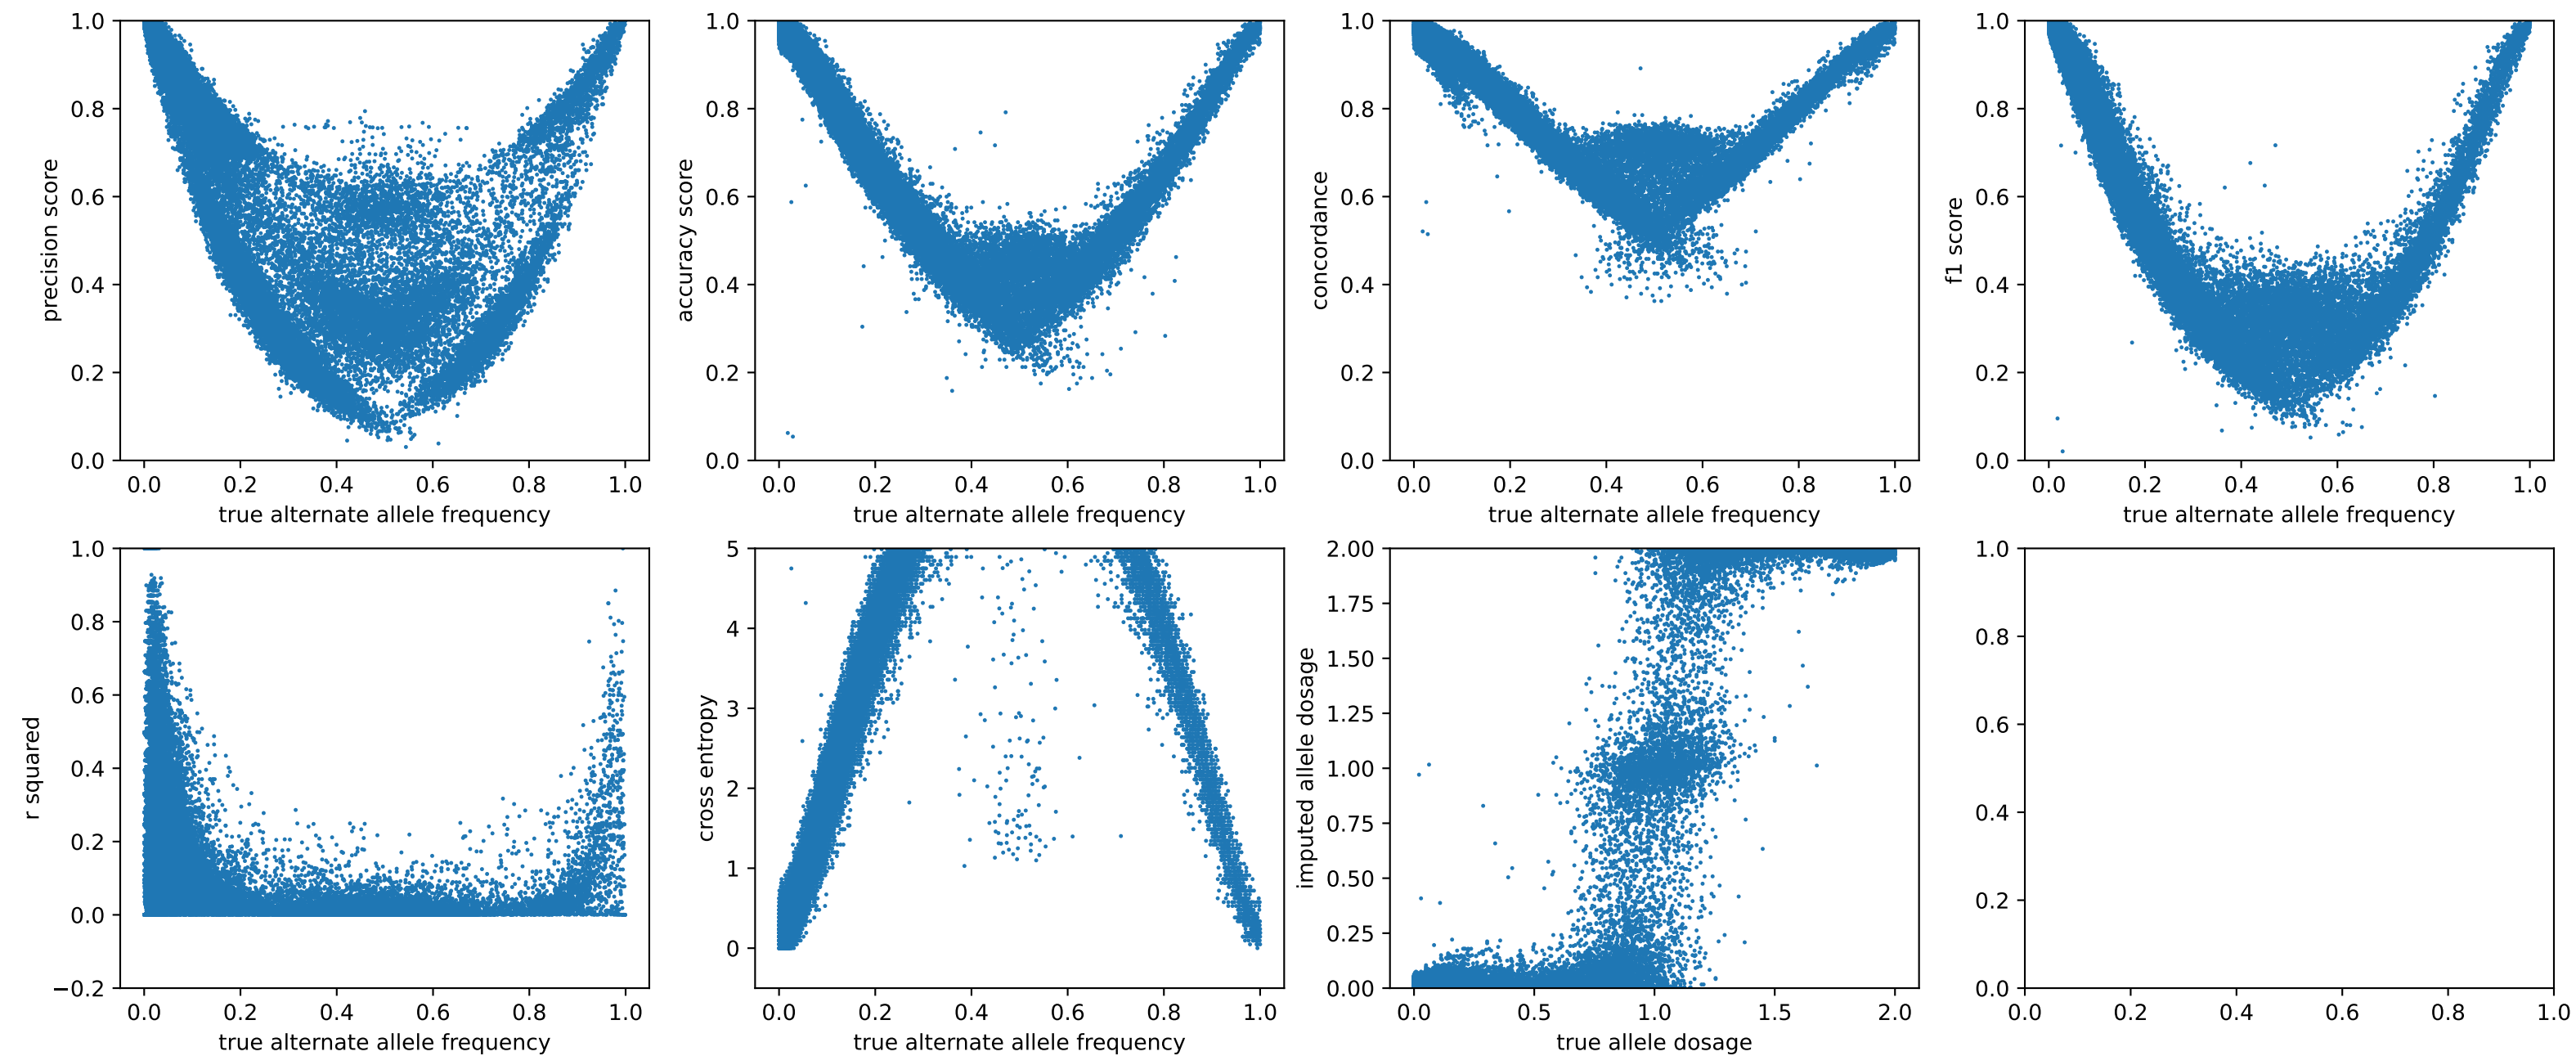 precision score
1.0
0.8
0.6
0.4
0.2
0.0
0.0 0.2 0.4 0.6 0.8 1.0
true alternate allele frequency
accuracy score
1.0
0.8
0.6
0.4
0.2
0.0
0.0 0.2 0.4 0.6 0.8 1.0
true alternate allele frequency
concordance
1.0
0.8
0.6
0.4
0.2
0.0
0.0 0.2 0.4 0.6 0.8 1.0
true alternate allele frequency
f1 score
1.0
0.8
0.6
0.4
0.2
0.0
0.0 0.2 0.4 0.6 0.8 1.0
true alternate allele frequency
r squared
1.0
0.8
0.6
0.4
0.2
0.0
−0.2
0.0 0.2 0.4 0.6 0.8 1.0
true alternate allele frequency
cross entropy
5
4
3
2
1
0
0.0 0.2 0.4 0.6 0.8 1.0
true alternate allele frequency
imputed allele dosage
2.00
1.75
1.50
1.25
1.00
0.75
0.50
0.25
0.00
0.0 0.5 1.0 1.5 2.0
true allele dosage
1.0
0.8
0.6
0.4
0.2
0.0
0.0 0.2 0.4 0.6 0.8 1.0